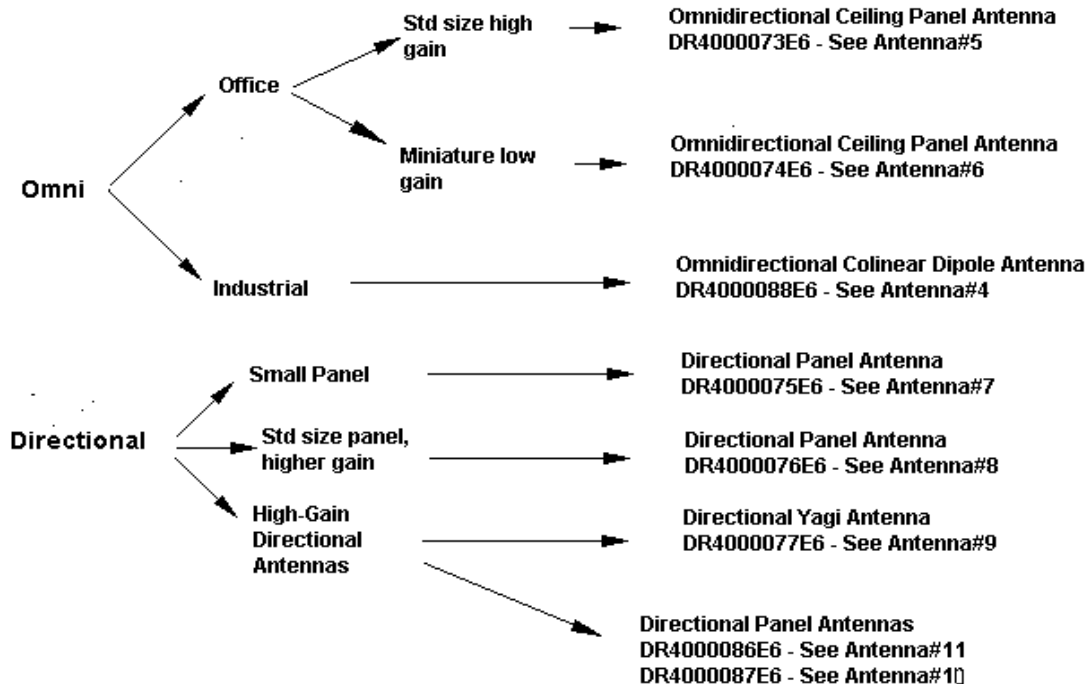 Omni
Office
Std size high
gain
Omnidirectional Ceiling Panel Antenna
DR4000073E6 - See Antenna#5
Miniature low
gain
Omnidirectional Ceiling Panel Antenna
DR4000074E6 - See Antenna#6
Industrial
Omnidirectional Colinear Dipole Antenna
DR4000088E6 - See Antenna#4
Directional
Small Panel
Directional Panel Antenna
DR4000075E6 - See Antenna#7
Std size panel,
higher gain
Directional Panel Antenna
DR4000076E6 - See Antenna#8
High-Gain
Directional
Antennas
Directional Yagi Antenna
DR4000077E6 - See Antenna#9
Directional Panel Antennas
DR4000086E6 - See Antenna#11
DR4000087E6 - See